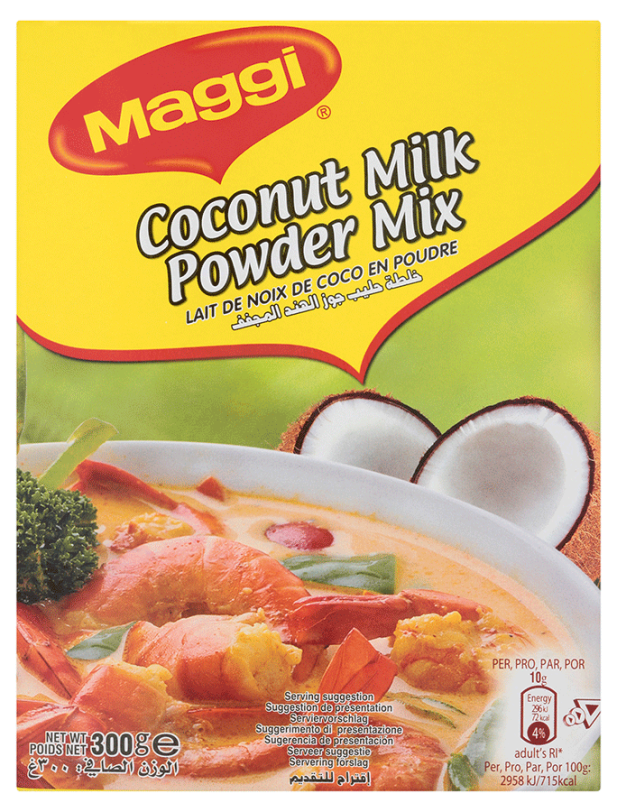 Maggi®
Coconut Milk
Powder Mix
LAIT DE NOIX DE COCO EN POUDRE
خلطة حليب جوز الهند المجفف
PER, PRO, PAR, POR
10g
Energy
296kJ
72kcal
4%
adult's RI*
Per, Pro, Par, Por 100g:
2958 kJ/715kcal
Serving suggestion
Suggestion de présentation
Serviervorschlag
Suggerimento di presentazione
Sugerencia de presentación
Serveer suggestie
Servering forslag
إقتراح للتقديم
NET WT
POIDS NET 300g e
الوزن الصافي: ٣٠٠غ